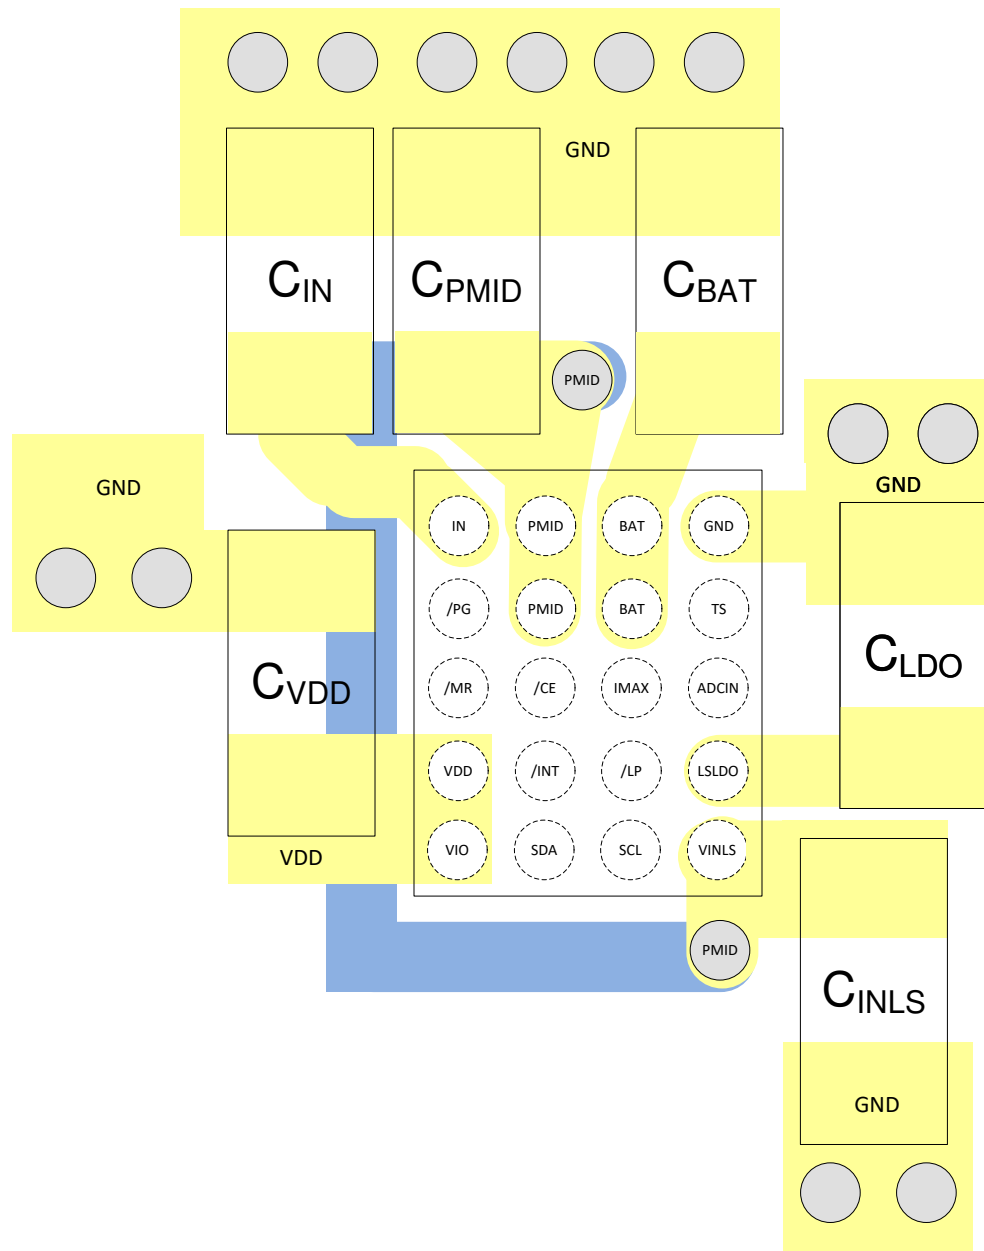 GND
CIN
CPMID
CBAT
PMID
GND
GND
IN
PMID
BAT
GND
/PG
PMID
BAT
TS
CVDD
CLDO
/MR
/CE
IMAX
ADCIN
VDD
/INT
/LP
LSLDO
VIO
SDA
SCL
VINLS
VDD
PMID
CINLS
GND